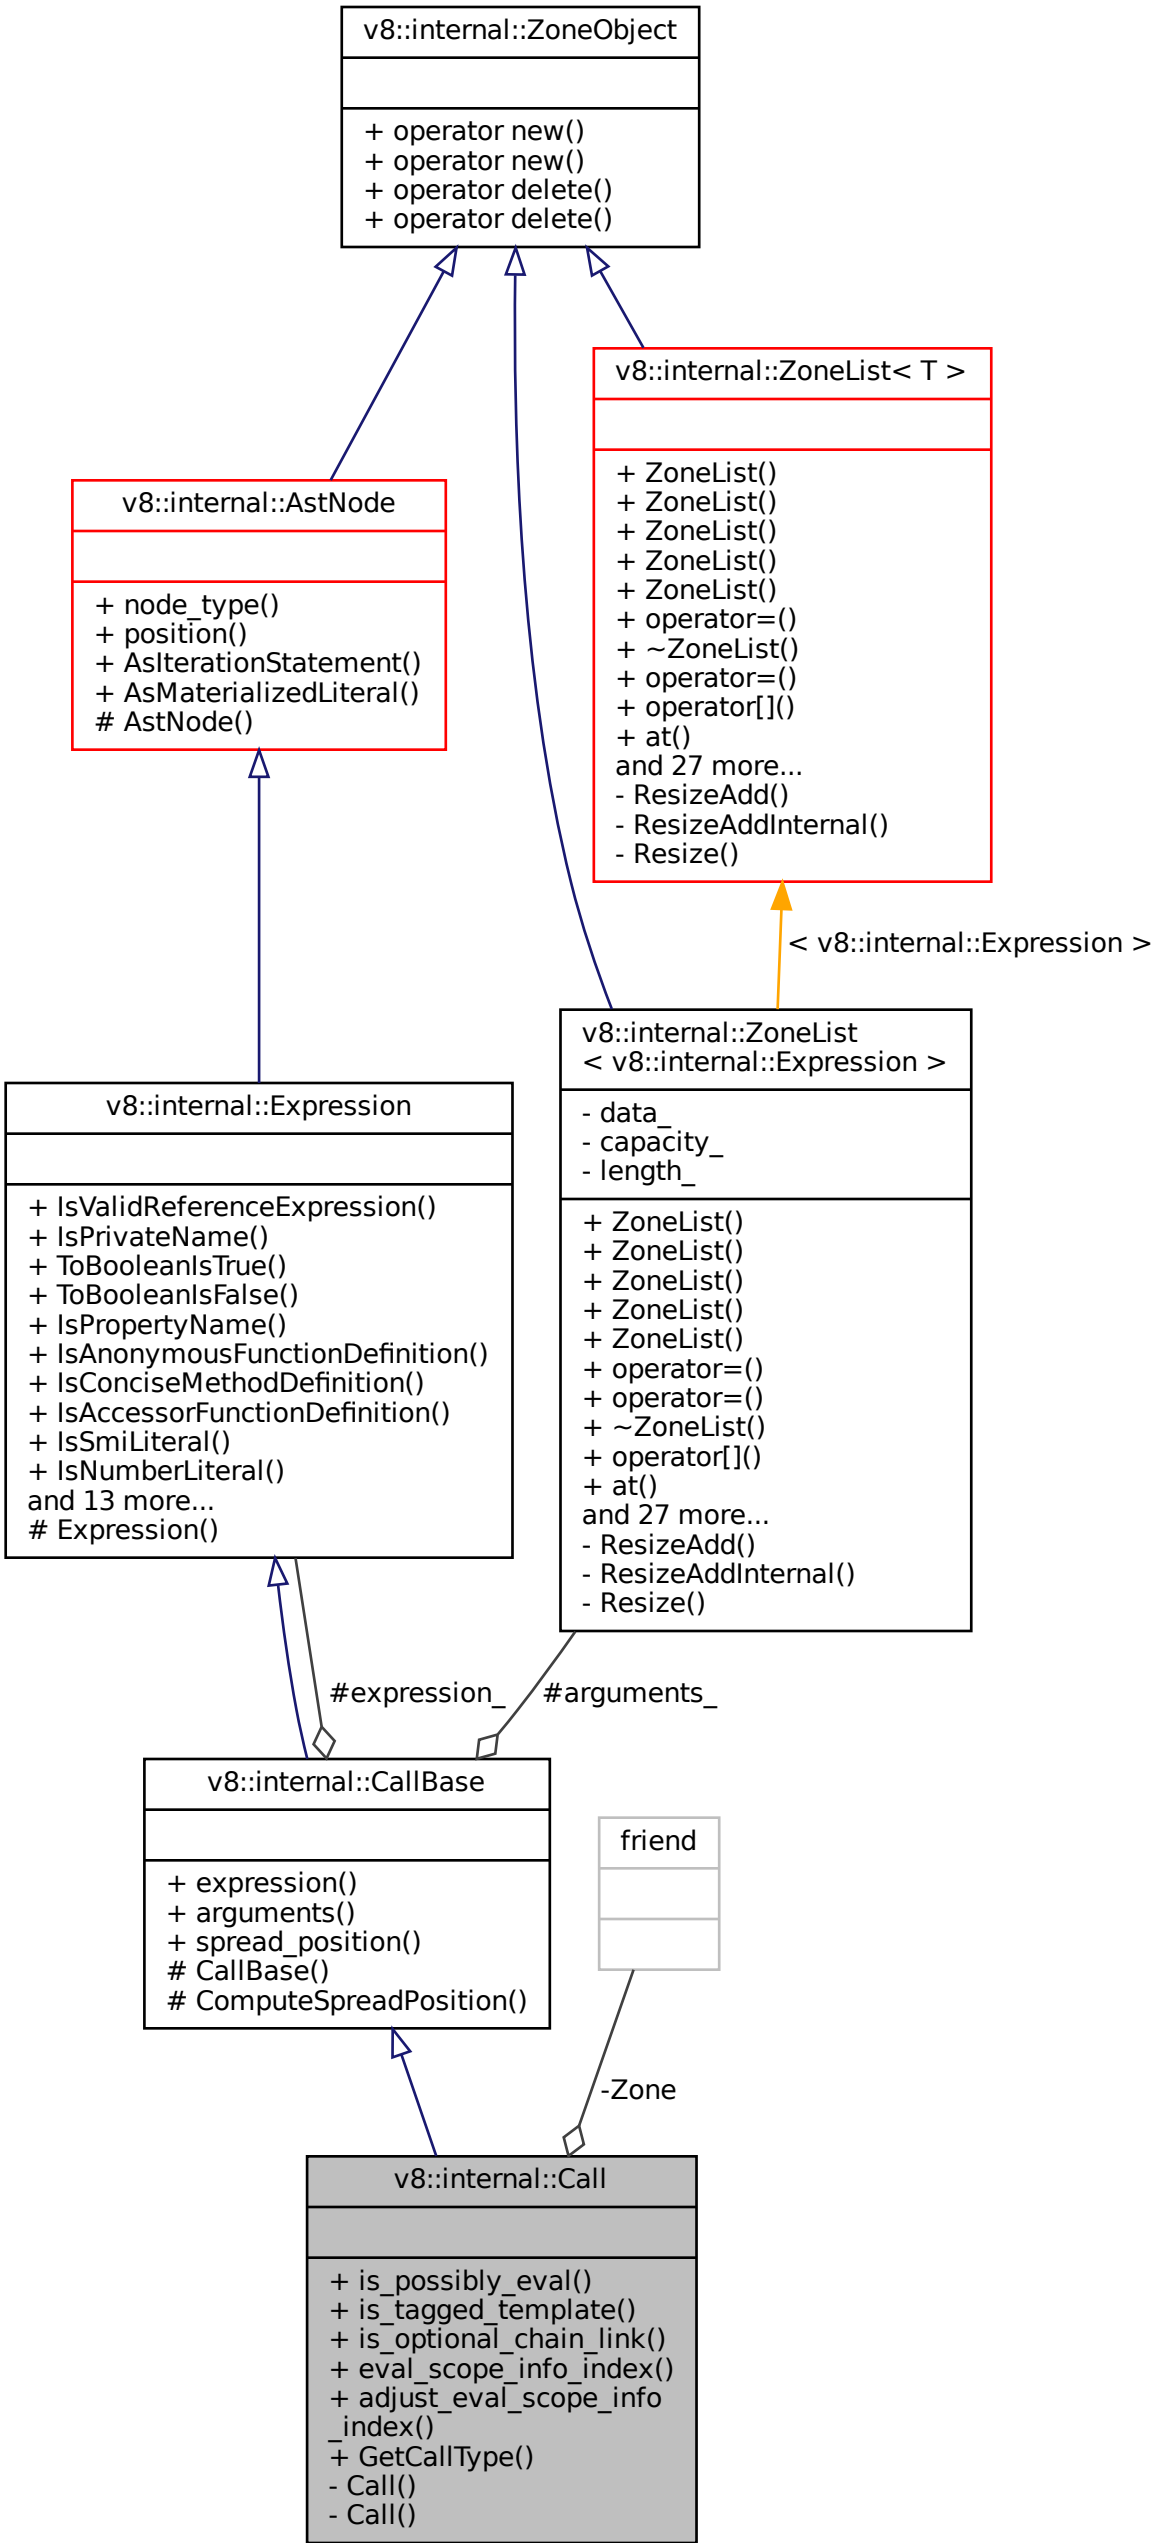 v8::internal::ZoneObject
+ operator new()
+ operator new()
+ operator delete()
+ operator delete()
v8::internal::ZoneList< T >
+ ZoneList()
+ ZoneList()
+ ZoneList()
+ ZoneList()
+ ZoneList()
+ operator=()
+ ~ZoneList()
+ operator=()
+ operator[]()
+ at()
and 27 more...
- ResizeAdd()
- ResizeAddInternal()
- Resize()
v8::internal::AstNode
+ node_type()
+ position()
+ AsIterationStatement()
+ AsMaterializedLiteral()
# AstNode()
< v8::internal::Expression >
v8::internal::ZoneList
< v8::internal::Expression >
- data_
- capacity_
- length_
+ ZoneList()
+ ZoneList()
+ ZoneList()
+ ZoneList()
+ ZoneList()
+ operator=()
+ operator=()
+ ~ZoneList()
+ operator[]()
+ at()
and 27 more...
- ResizeAdd()
- ResizeAddInternal()
- Resize()
v8::internal::Expression
+ IsValidReferenceExpression()
+ IsPrivateName()
+ ToBooleanIsTrue()
+ ToBooleanIsFalse()
+ IsPropertyName()
+ IsAnonymousFunctionDefinition()
+ IsConciseMethodDefinition()
+ IsAccessorFunctionDefinition()
+ IsSmiLiteral()
+ IsNumberLiteral()
and 13 more...
# Expression()
#expression_
#arguments_
v8::internal::CallBase
+ expression()
+ arguments()
+ spread_position()
# CallBase()
# ComputeSpreadPosition()
friend
-Zone
v8::internal::Call
+ is_possibly_eval()
+ is_tagged_template()
+ is_optional_chain_link()
+ eval_scope_info_index()
+ adjust_eval_scope_info
_index()
+ GetCallType()
- Call()
- Call()